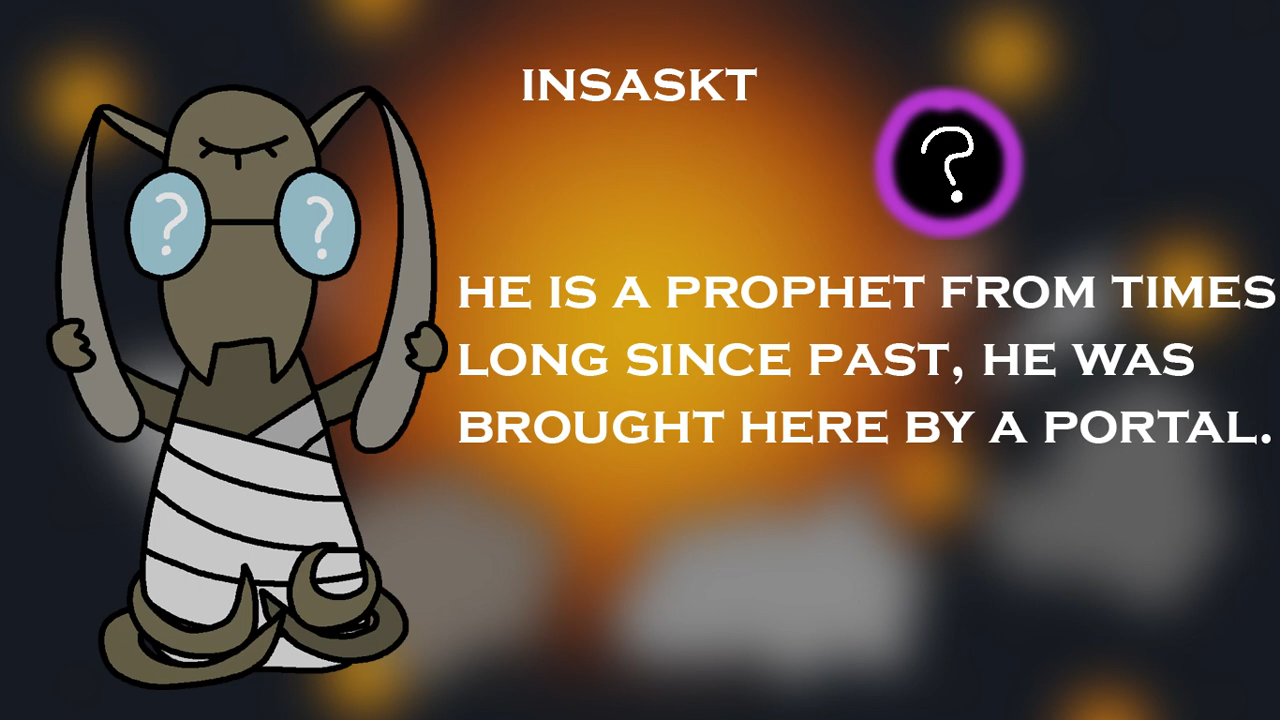 INSASKT
?
? ?
HE IS A PROPHET FROM TIMES
LONG SINCE PAST, HE WAS
BROUGHT HERE BY A PORTAL.